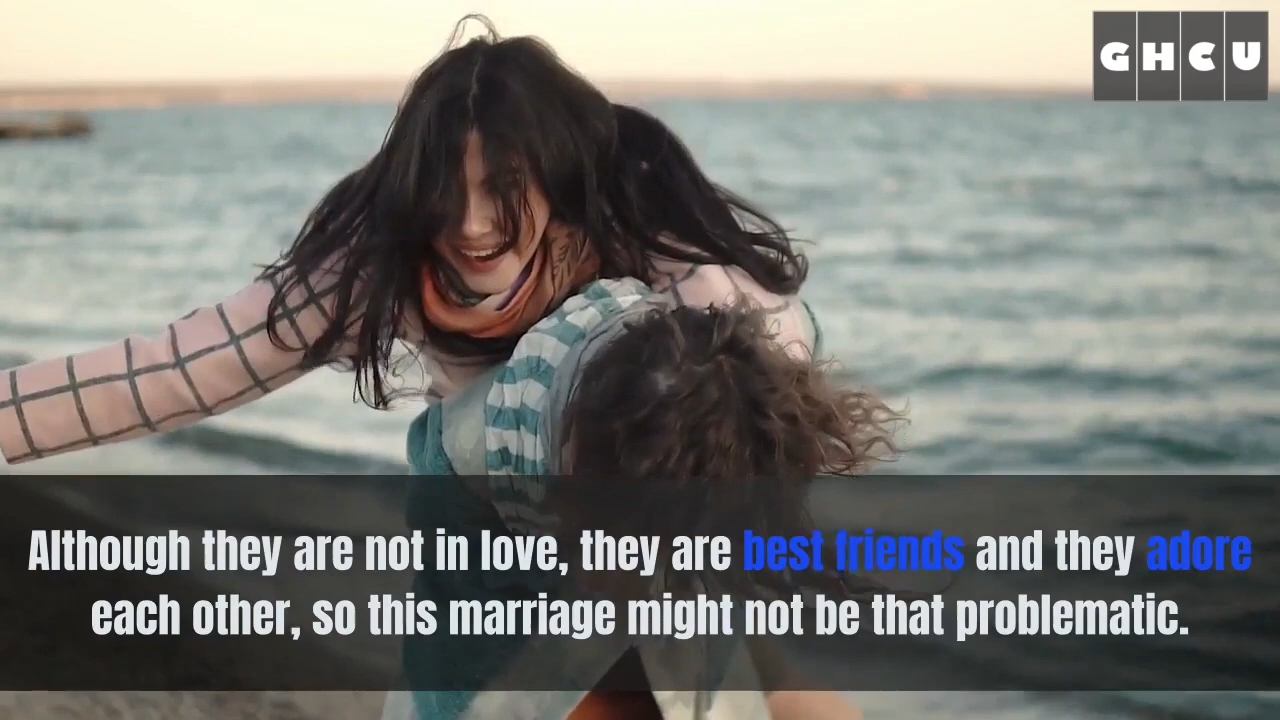 GHCU
Although they are not in love, they are best friends and they adore
each other, so this marriage might not be that problematic.